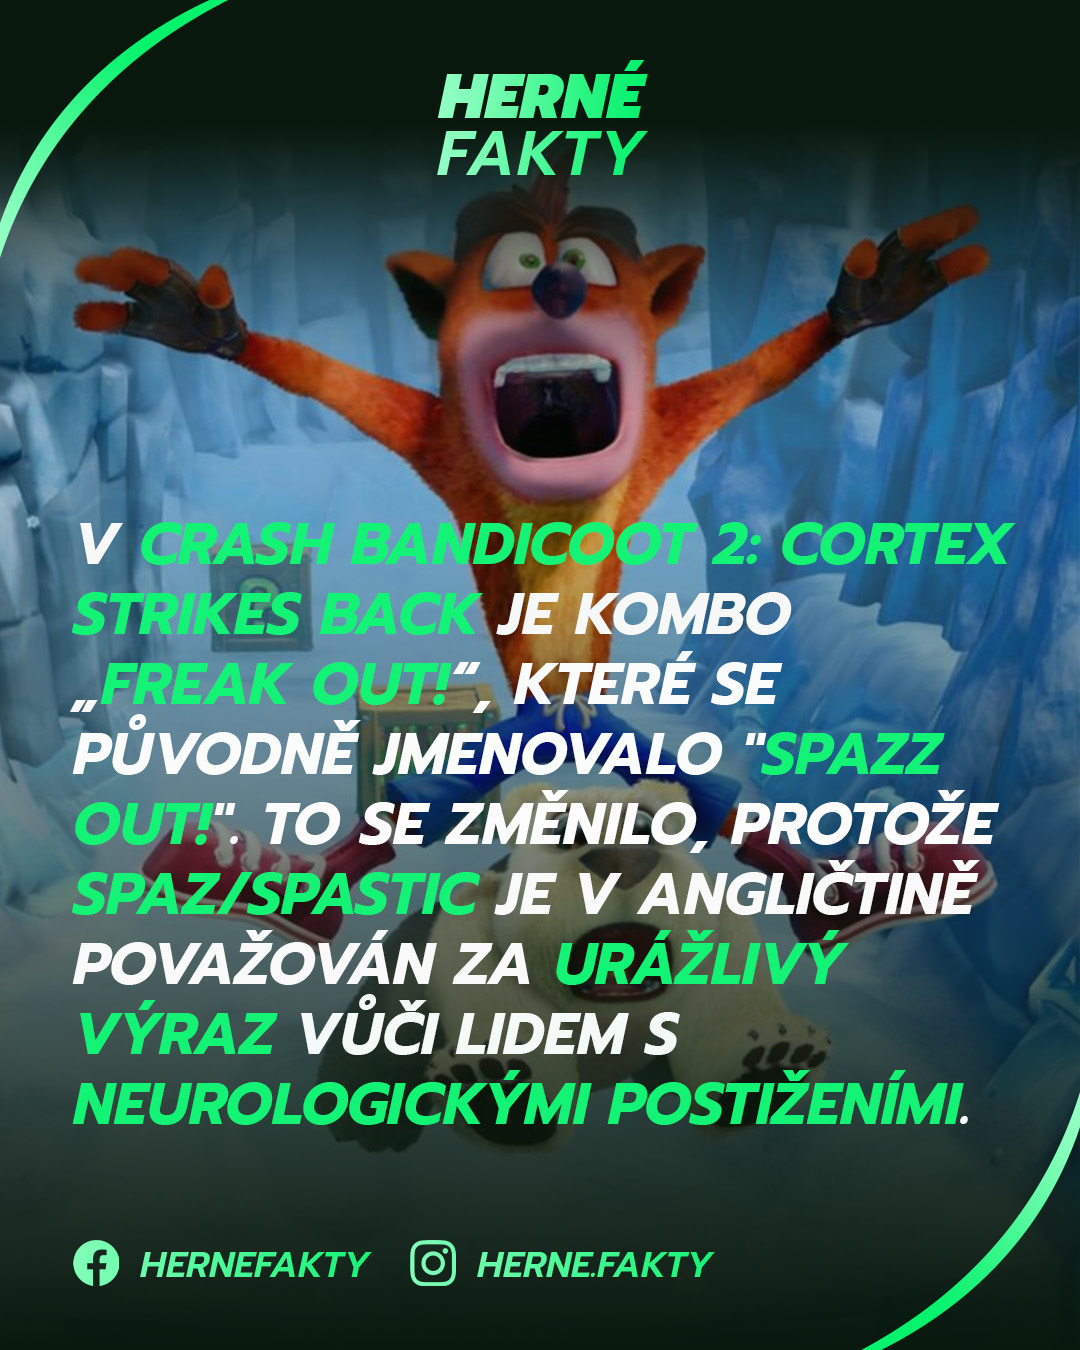 HERNÉ
FAKTY
V CRASH BANDICOOT 2: CORTEX
STRIKES BACK JE KOMBO
„FREAK OUT!“, KTERÉ SE
PŮVODNĚ JMENOVALO "SPAZZ
OUT!". TO SE ZMĚNILO, PROTOŽE
SPAZ/SPASTIC JE V ANGLIČTINĚ
POVAŽOVÁN ZA URÁŽLIVÝ
VÝRAZ VŮČI LIDEM S
NEUROLOGICKÝMI POSTIŽENÍMI.
HERNEFAKTY HERNE.FAKTY